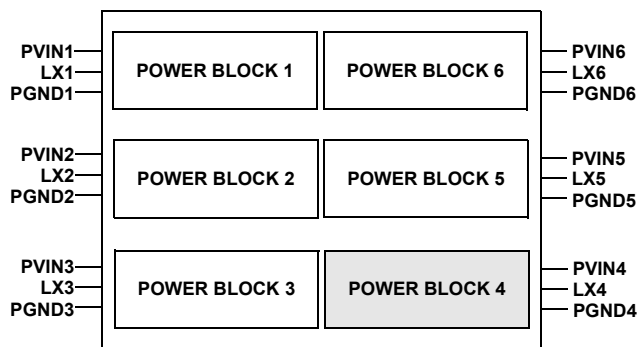 PVIN1
LX1
PGND1
POWER BLOCK 1
POWER BLOCK 6
PVIN6
LX6
PGND6
PVIN2
LX2
PGND2
POWER BLOCK 2
POWER BLOCK 5
PVIN5
LX5
PGND5
PVIN3
LX3
PGND3
POWER BLOCK 3
POWER BLOCK 4
PVIN4
LX4
PGND4